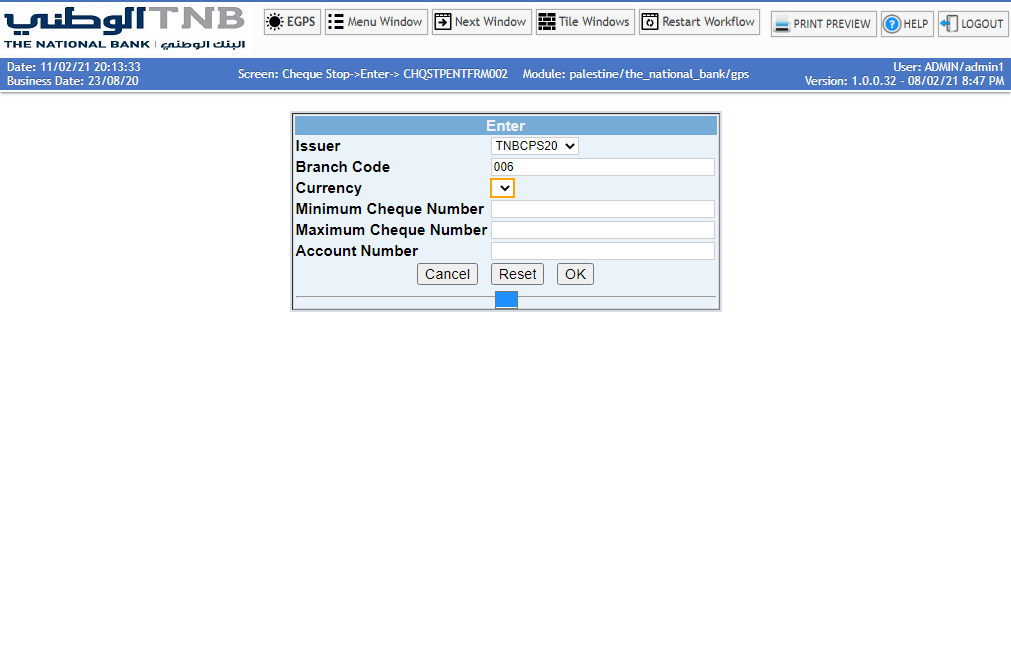 الوطني TNB
THE NATIONAL BANK | البنك الوطني
EGPS
Menu Window
Next Window
Tile Windows
Restart Workflow
PRINT PREVIEW
HELP
LOGOUT
Date: 11/02/21 20:13:33
Business Date: 23/08/20
Screen: Cheque Stop->Enter-> CHQSTPENTFRM002 Module: palestine/the_national_bank/gps
User: ADMIN/admin1
Version: 1.0.0.32 - 08/02/21 8:47 PM
Enter
Issuer TNBCPS20
Branch Code 006
Currency
Minimum Cheque Number
Maximum Cheque Number
Account Number
Cancel Reset OK